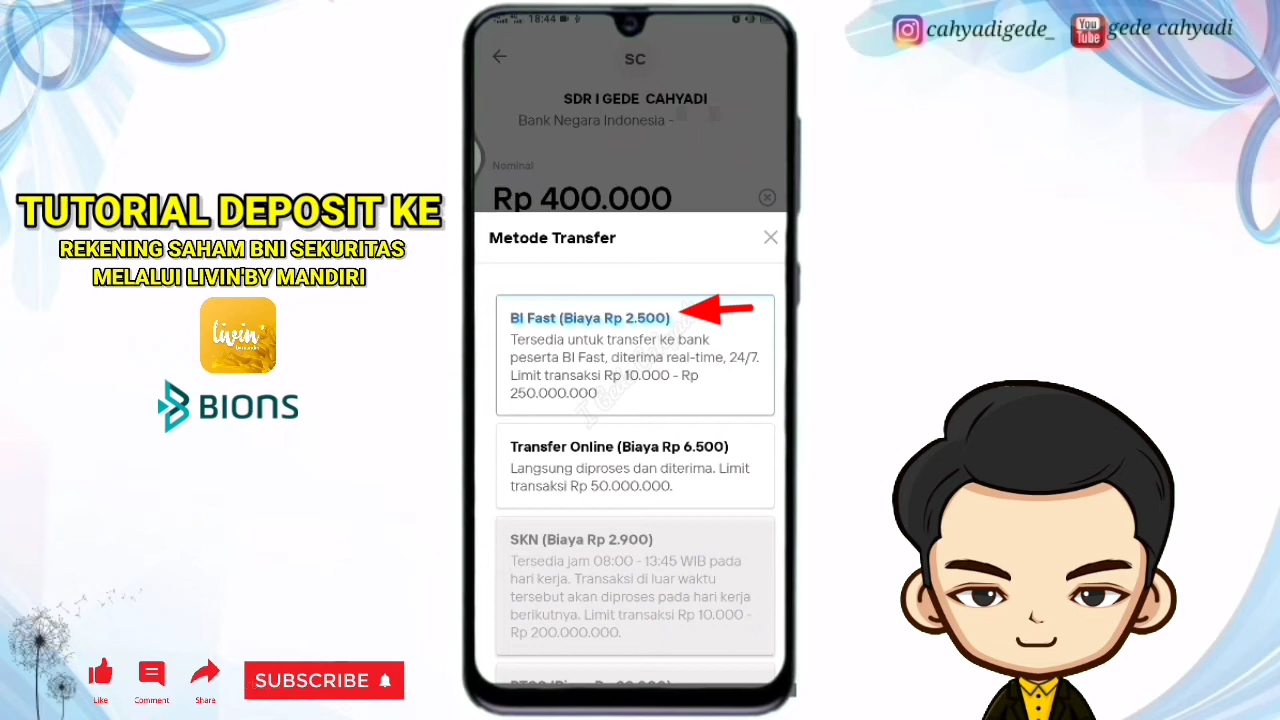 18:44
SC
SDR I GEDE CAHYADI
Bank Negara Indonesia -
Nominal
Rp 400.000
Metode Transfer
BI Fast (Biaya Rp 2.500)
Tersedia untuk transfer ke bank
peserta BI Fast, diterima real-time, 24/7.
Limit transaksi Rp 10.000 - Rp
250.000.000
Transfer Online (Biaya Rp 6.500)
Langsung diproses dan diterima. Limit
transaksi Rp 50.000.000.
SKN (Biaya Rp 2.900)
Tersedia jam 08:00 - 13:45 WIB pada
hari kerja. Transaksi di luar waktu
tersebut akan diproses pada hari kerja
berikutnya. Limit transaksi Rp 10.000 -
Rp 200.000.000.
TUTORIAL DEPOSIT KE
REKENING SAHAM BNI SEKURITAS
MELALUI LIVIN'BY MANDIRI
livin'
BIONS
Like
Comment
Share
SUBSCRIBE
cahyadigede_
You
Tube
gede cahyadi